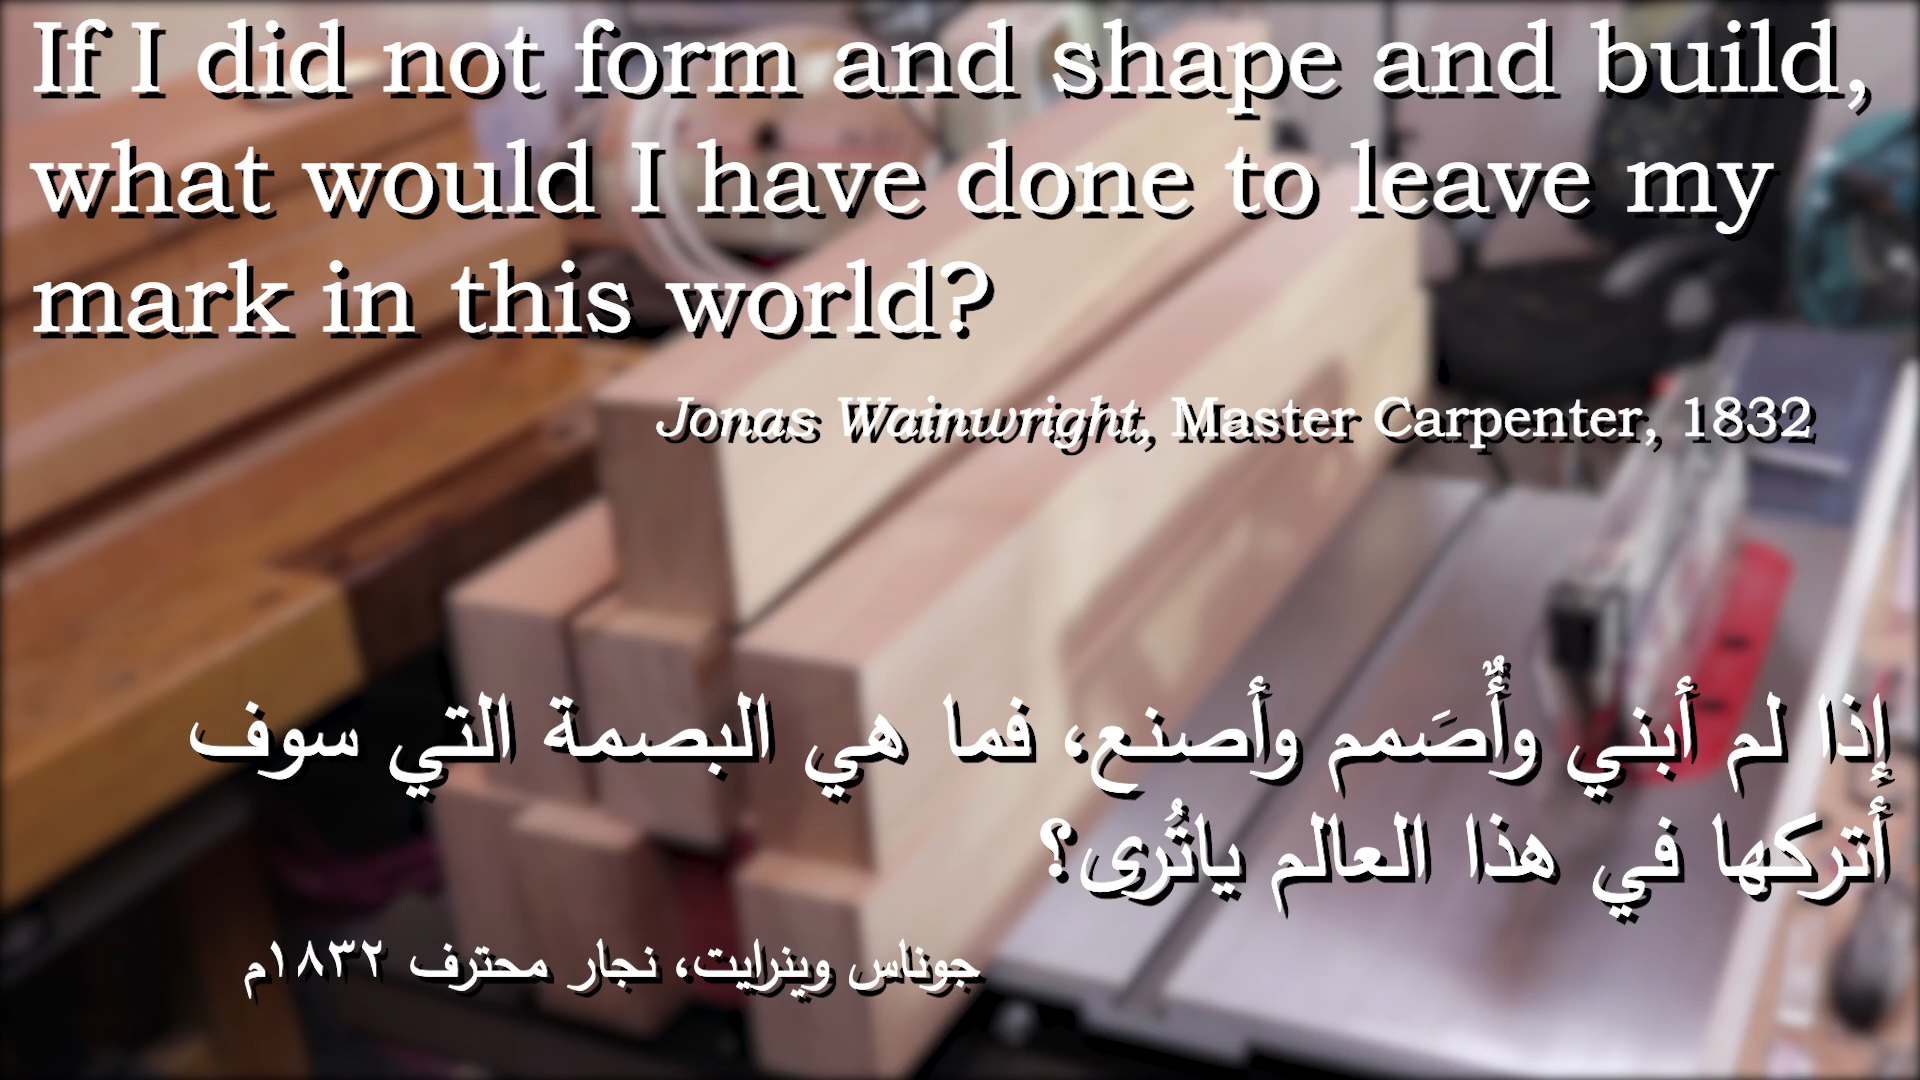 If I did not form and shape and build,
what would I have done to leave my
mark in this world?
Jonas Wainwright, Master Carpenter, 1832
إذا لم أبني وأٌصَمم وأصنع، فما هي البصمة التي سوف
أتركها في هذا العالم ياتُرى؟
جوناس وينرايت، نجار محترف ١٨٣٢م